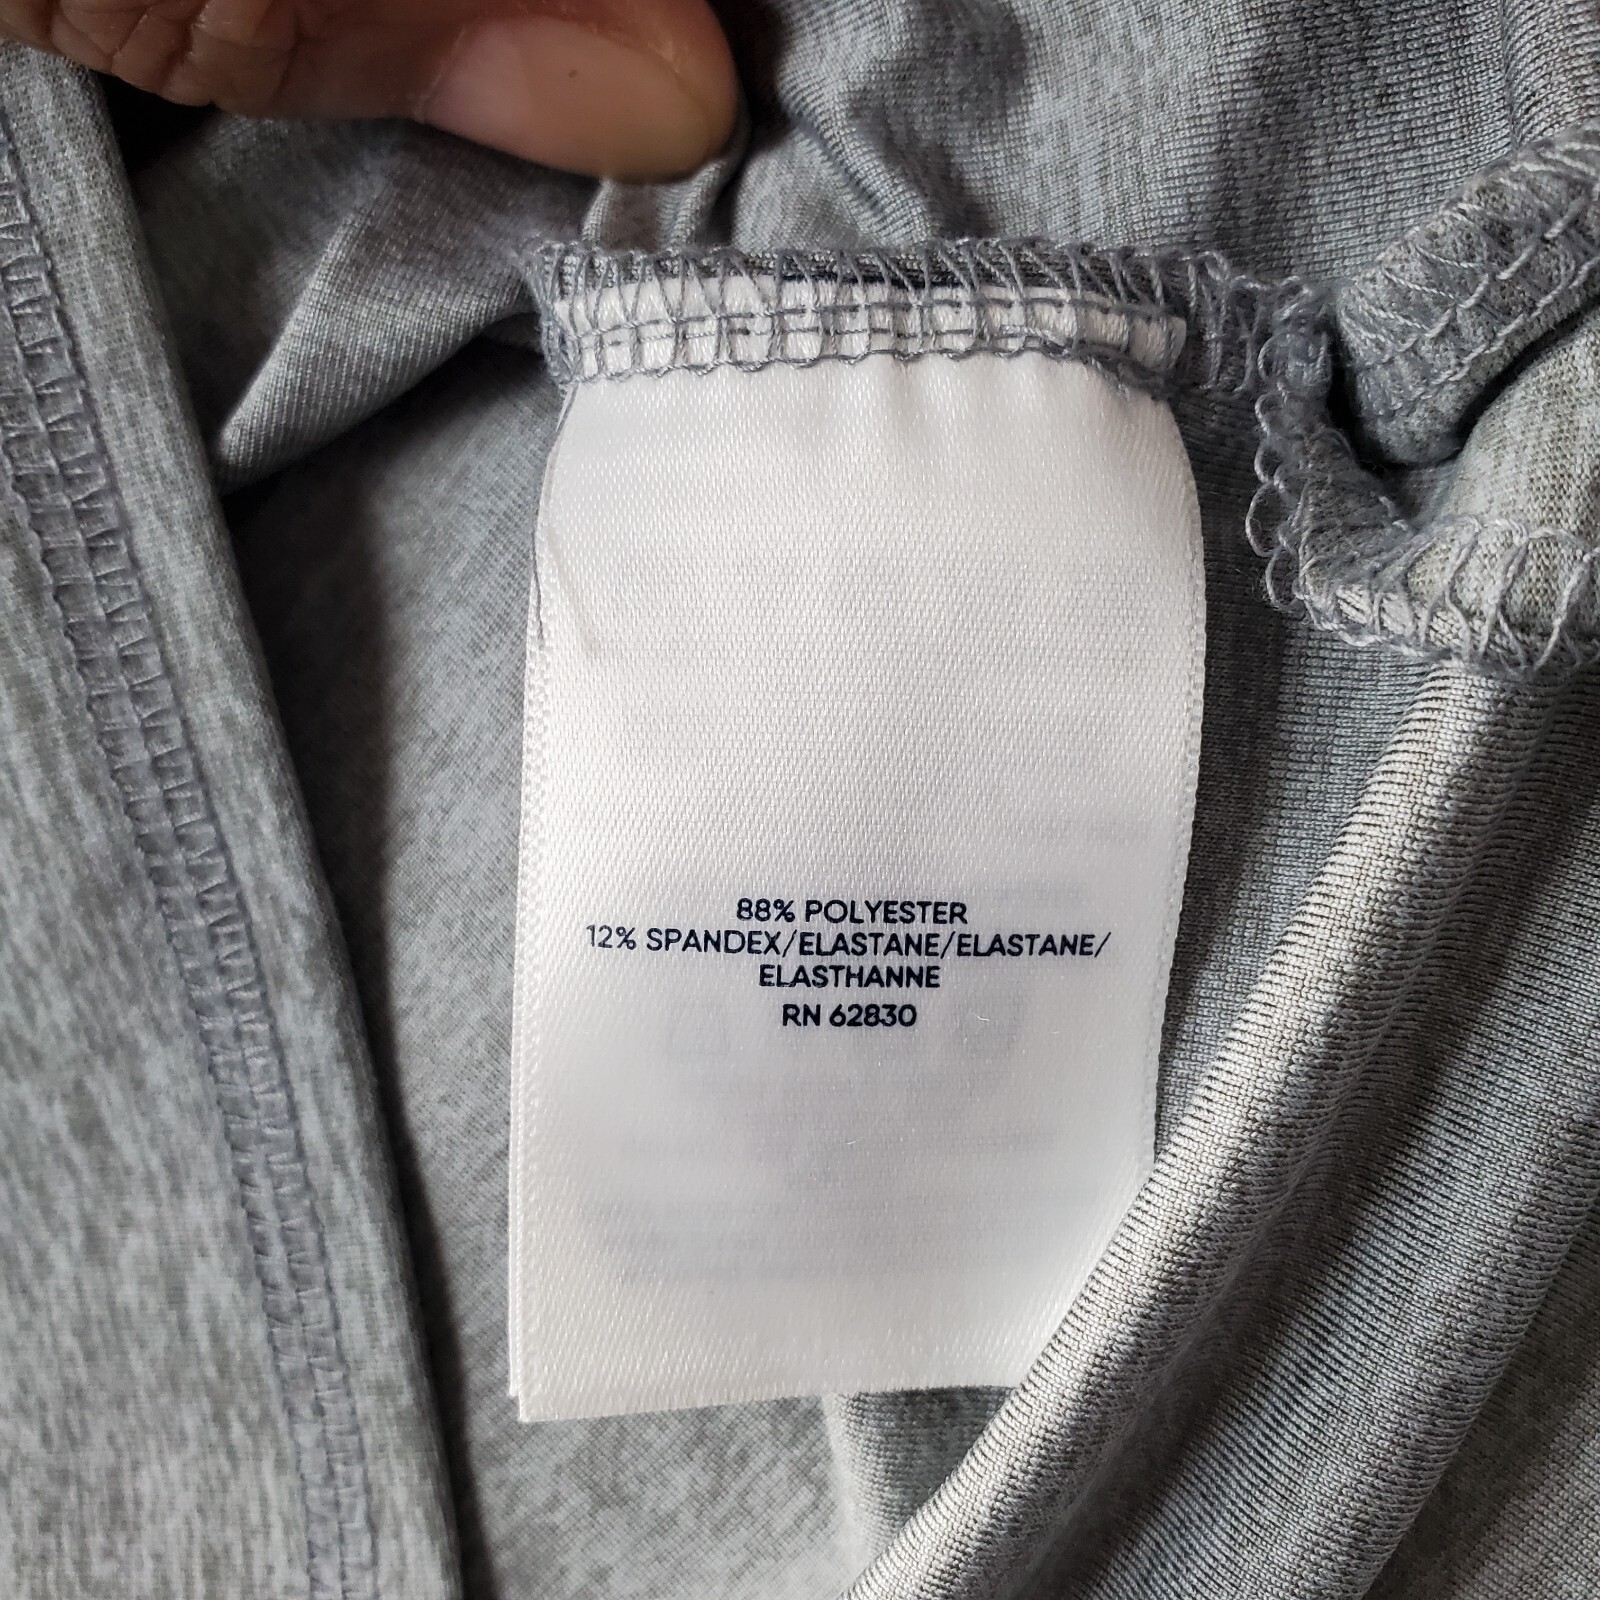 88% POLYESTER
12% SPANDEX/ELASTANE/ELASTANE/
ELASTHANNE
RN 62830